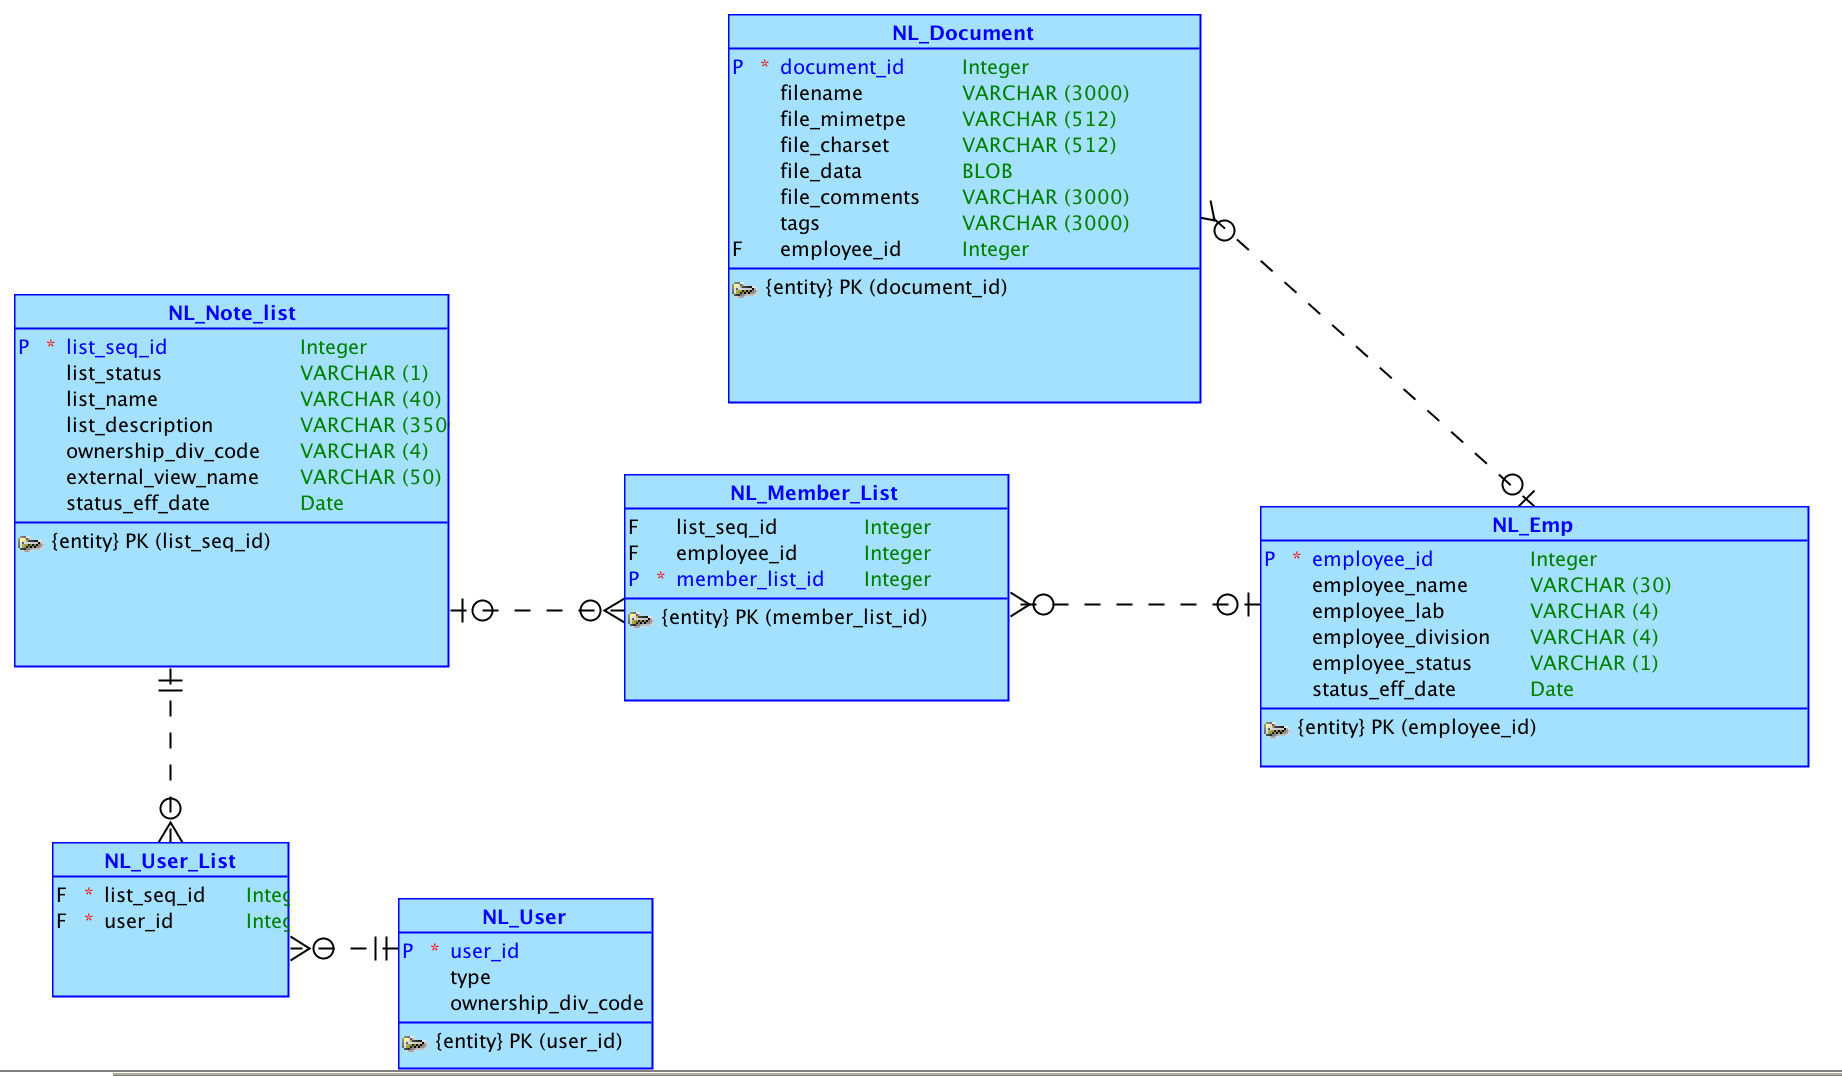 NL_Document
P * document_id Integer
filename VARCHAR (3000)
file_mimetpe VARCHAR (512)
file_charset VARCHAR (512)
file_data BLOB
file_comments VARCHAR (3000)
tags VARCHAR (3000)
F employee_id Integer
{entity} PK (document_id)
NL_Note_list
P * list_seq_id Integer
list_status VARCHAR (1)
list_name VARCHAR (40)
list_description VARCHAR (350
ownership_div_code VARCHAR (4)
external_view_name VARCHAR (50)
status_eff_date Date
{entity} PK (list_seq_id)
NL_Member_List
F list_seq_id Integer
F employee_id Integer
P * member_list_id Integer
{entity} PK (member_list_id)
NL_Emp
P * employee_id Integer
employee_name VARCHAR (30)
employee_lab VARCHAR (4)
employee_division VARCHAR (4)
employee_status VARCHAR (1)
status_eff_date Date
{entity} PK (employee_id)
NL_User_List
F * list_seq_id Integ
F * user_id Integ
NL_User
P * user_id
type
ownership_div_code
{entity} PK (user_id)